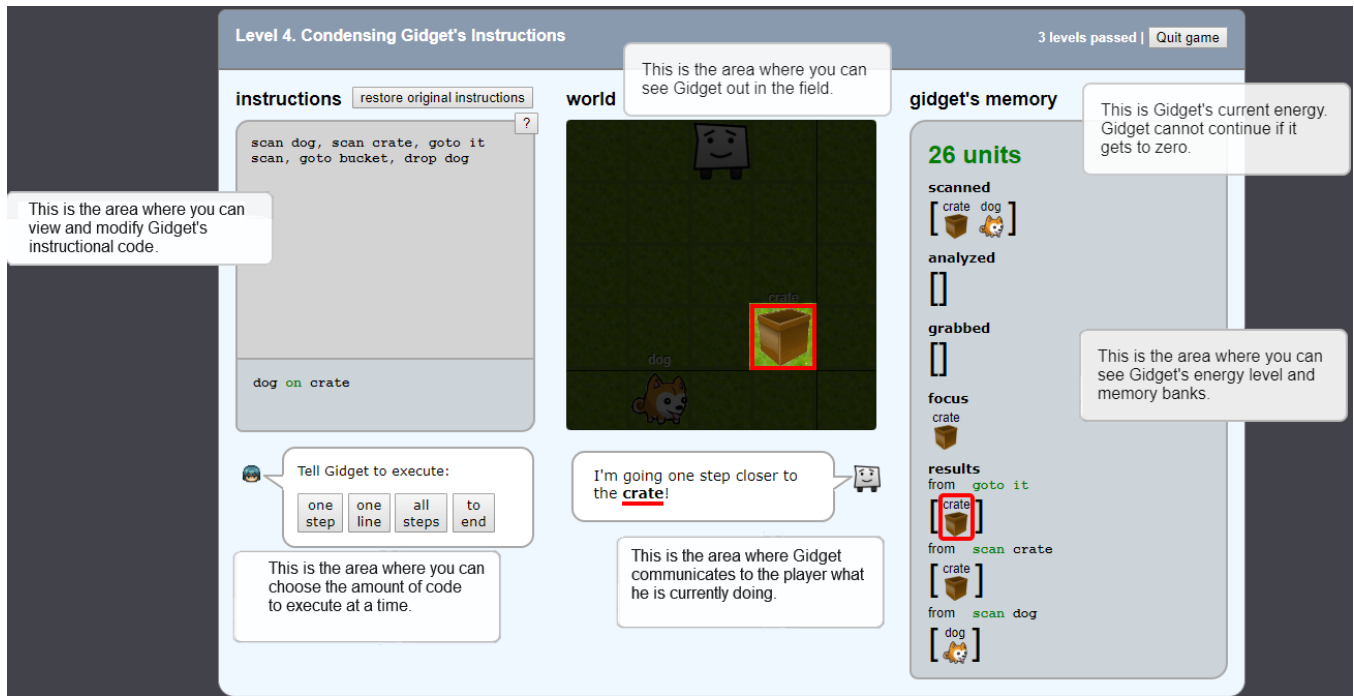 Level 4. Condensing Gidget's Instructions
3 levels passed | Quit game
This is the area where you can
see Gidget out in the field.
instructions restore original instructions
?
scan dog, scan crate, goto it
scan, goto bucket, drop dog
This is the area where you can
view and modify Gidget's
instructional code.
dog on crate
Tell Gidget to execute:
one step
one line
all steps
to end
This is the area where you can
choose the amount of code
to execute at a time.
world
crate
dog
I'm going one step closer to
the crate!
This is the area where Gidget
communicates to the player what
he is currently doing.
gidget's memory
This is Gidget's current energy.
Gidget cannot continue if it
gets to zero.
26 units
scanned
[ crate dog ]
analyzed
[]
grabbed
[]
This is the area where you can
see Gidget's energy level and
memory banks.
focus
crate
results
from goto it
[ crate ]
from scan crate
[ crate ]
from scan dog
[ dog ]